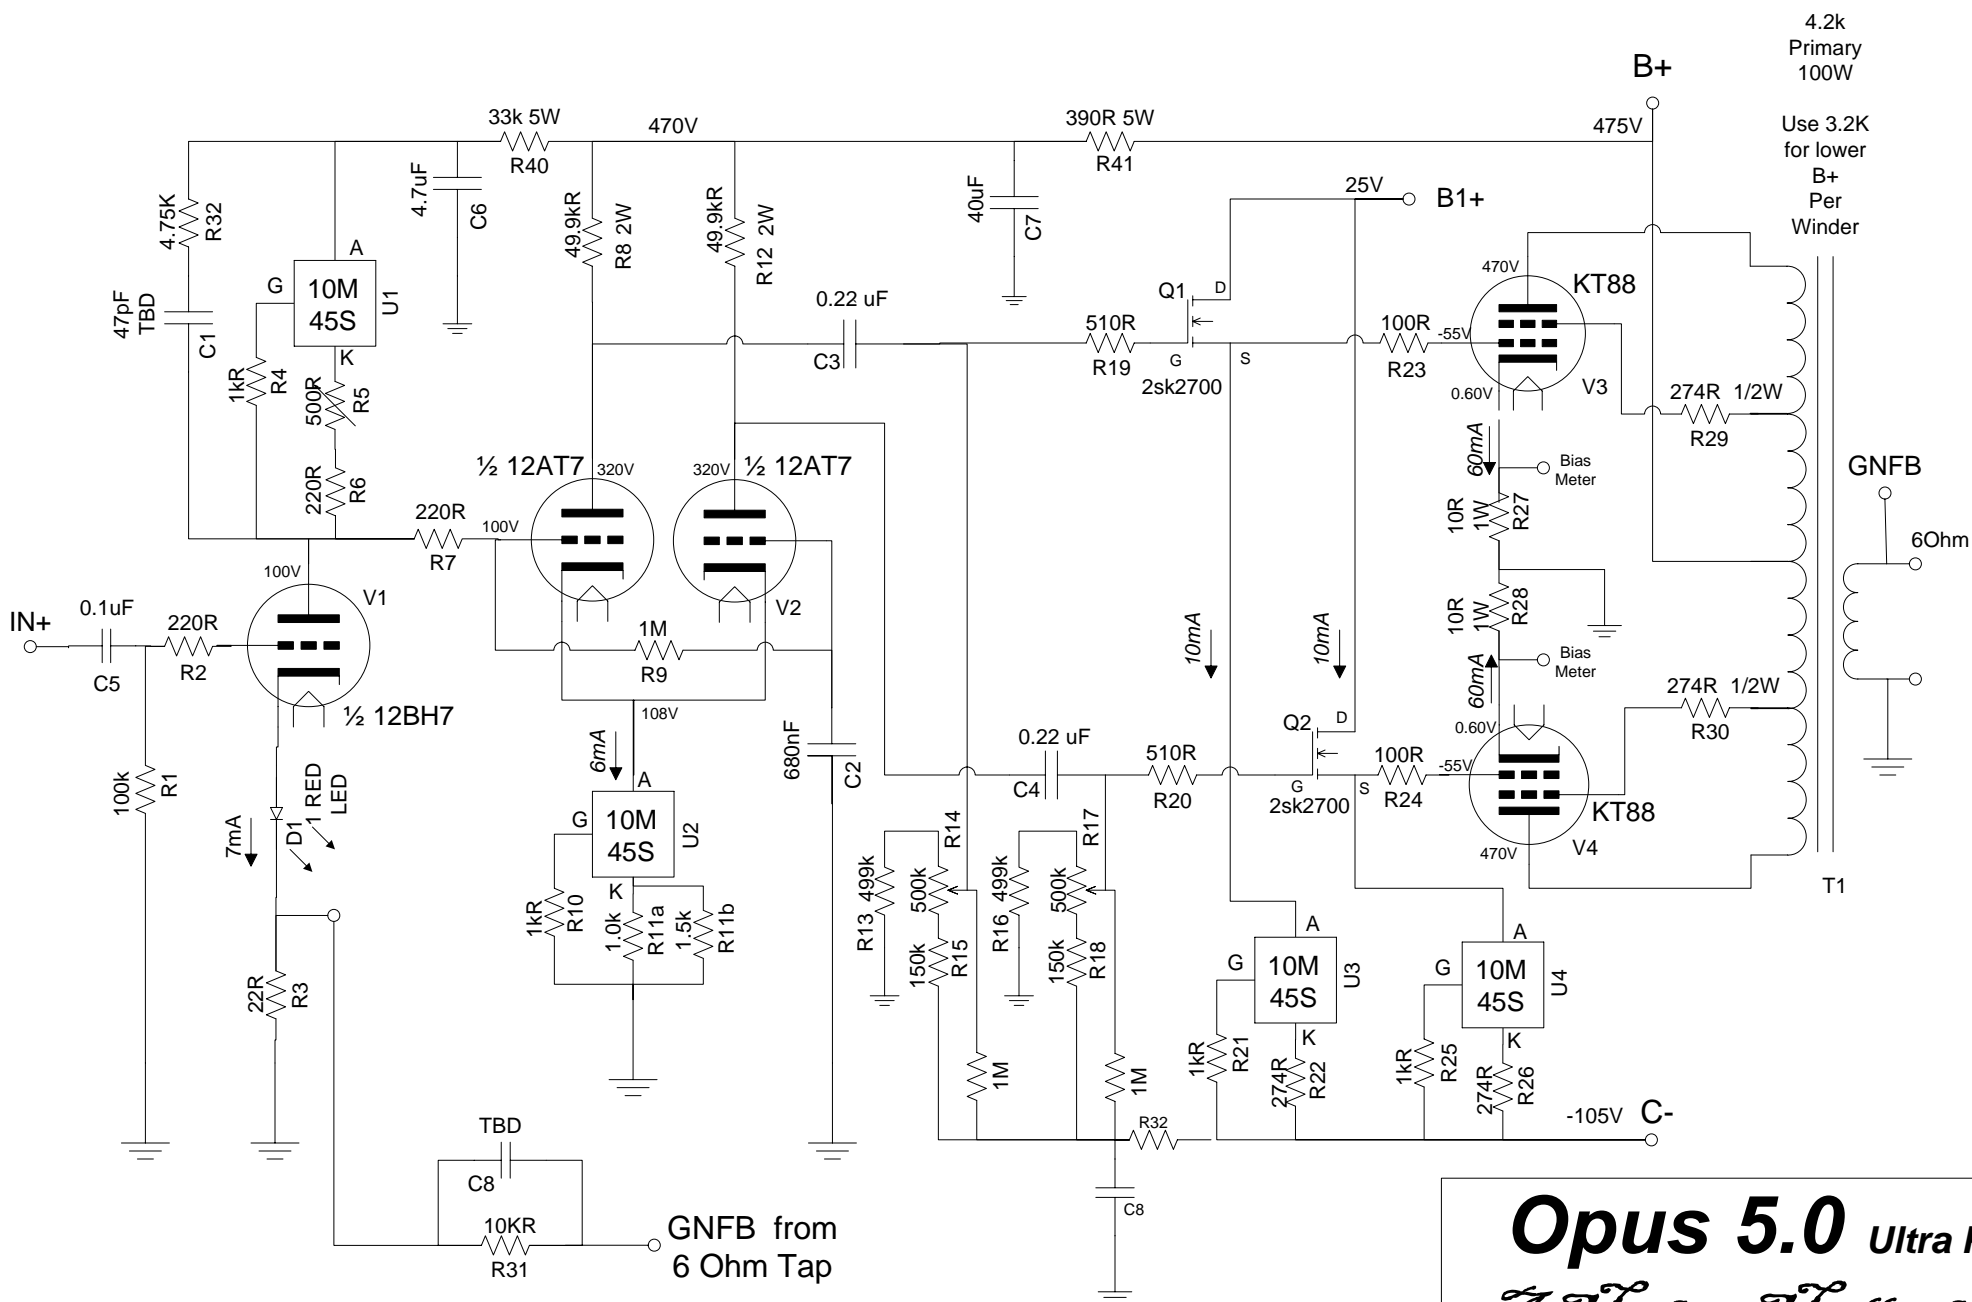 4.2k
Primary
100W
Use 3.2K
for lower
B+
Per
Winder
B+
475V
33k 5W
R40
470V
390R 5W
R41
4.75K
R32
4.7uF
C6
49.9kR
R8 2W
49.9kR
R12 2W
40uF
C7
25V
B1+
47pF
TBD
C1
A
G
10M
45S
U1
K
1kR
R4
500R
R5
220R
R6
0.22 uF
C3
Q1
D
510R
R19
G
S
2sk2700
100R
R23
470V
KT88
-55V
0.60V
V3
274R 1/2W
R29
60mA
Bias
Meter
10R
1W
R27
GNFB
6Ohm
½ 12AT7
320V
320V
½ 12AT7
220R
R7
100V
100V
V1
V2
IN+
0.1uF
C5
220R
R2
½ 12BH7
1M
R9
108V
6mA
680nF
C2
10mA
10mA
10R
1W
R28
Bias
Meter
60mA
274R 1/2W
R30
0.60V
Q2
D
0.22 uF
C4
510R
R20
G
S
2sk2700
100R
R24
-55V
KT88
470V
V4
T1
100k
R1
7mA
D1
1 RED
LED
A
G
10M
45S
U2
K
1kR
R10
1.0k
R11a
1.5k
R11b
R14
R17
R13 499k
500k
R16 499k
500k
150k
R15
150k
R18
A
G
10M
45S
U3
K
A
G
10M
45S
U4
K
22R
R3
1M
1M
1kR
R21
274R
R22
1kR
R25
274R
R26
R32
-105V
C-
TBD
C8
C8
10KR
R31
GNFB from
6 Ohm Tap
Opus 5.0 Ultra